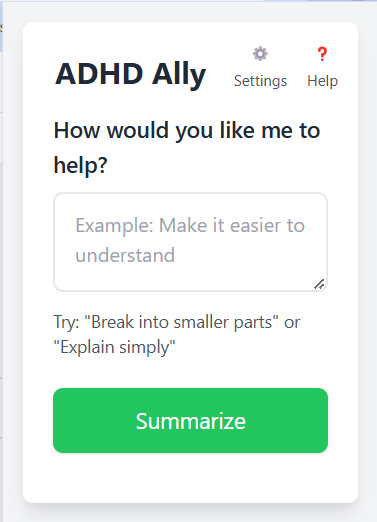 ADHD Ally
Settings
Help
How would you like me to
help?
Example: Make it easier to
understand
Try: "Break into smaller parts" or
"Explain simply"
Summarize